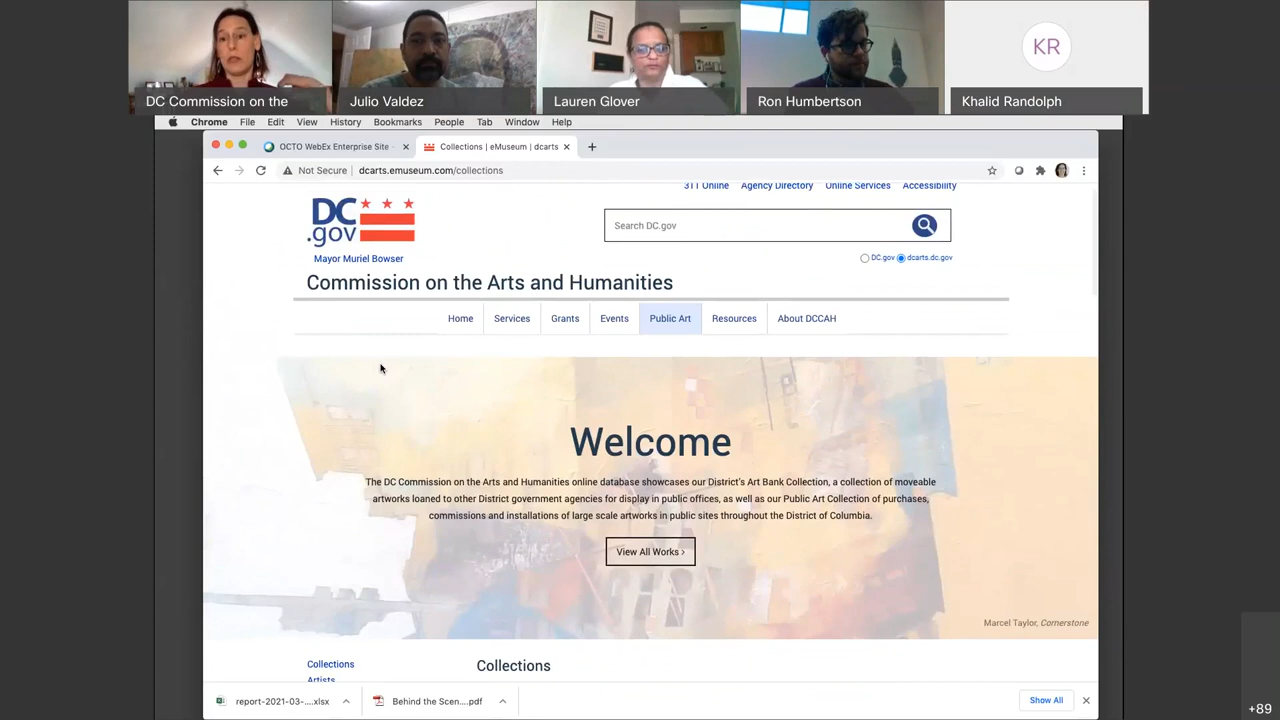 DC Commission on the
Julio Valdez
Lauren Glover
Ron Humbertson
KR
Khalid Randolph
Chrome File Edit View History Bookmarks People Tab Window Help
OCTO WebEx Enterprise Site -
Collections | eMuseum | dcarts
Not Secure | dcarts.emuseum.com/collections
311 Online Agency Directory Online Services Accessibility
DC
.gov
Search DC.gov
Mayor Muriel Bowser
DC.gov dcarts.dc.gov
Commission on the Arts and Humanities
Home Services Grants Events Public Art Resources About DCCAH
Welcome
The DC Commission on the Arts and Humanities online database showcases our District's Art Bank Collection, a collection of moveable
artworks loaned to other District government agencies for display in public offices, as well as our Public Art Collection of purchases,
commissions and installations of large scale artworks in public sites throughout the District of Columbia.
View All Works ›
Marcel Taylor, Cornerstone
Collections
Artists
Collections
report-2021-03-....xlsx
Behind the Scen....pdf
Show All
+89